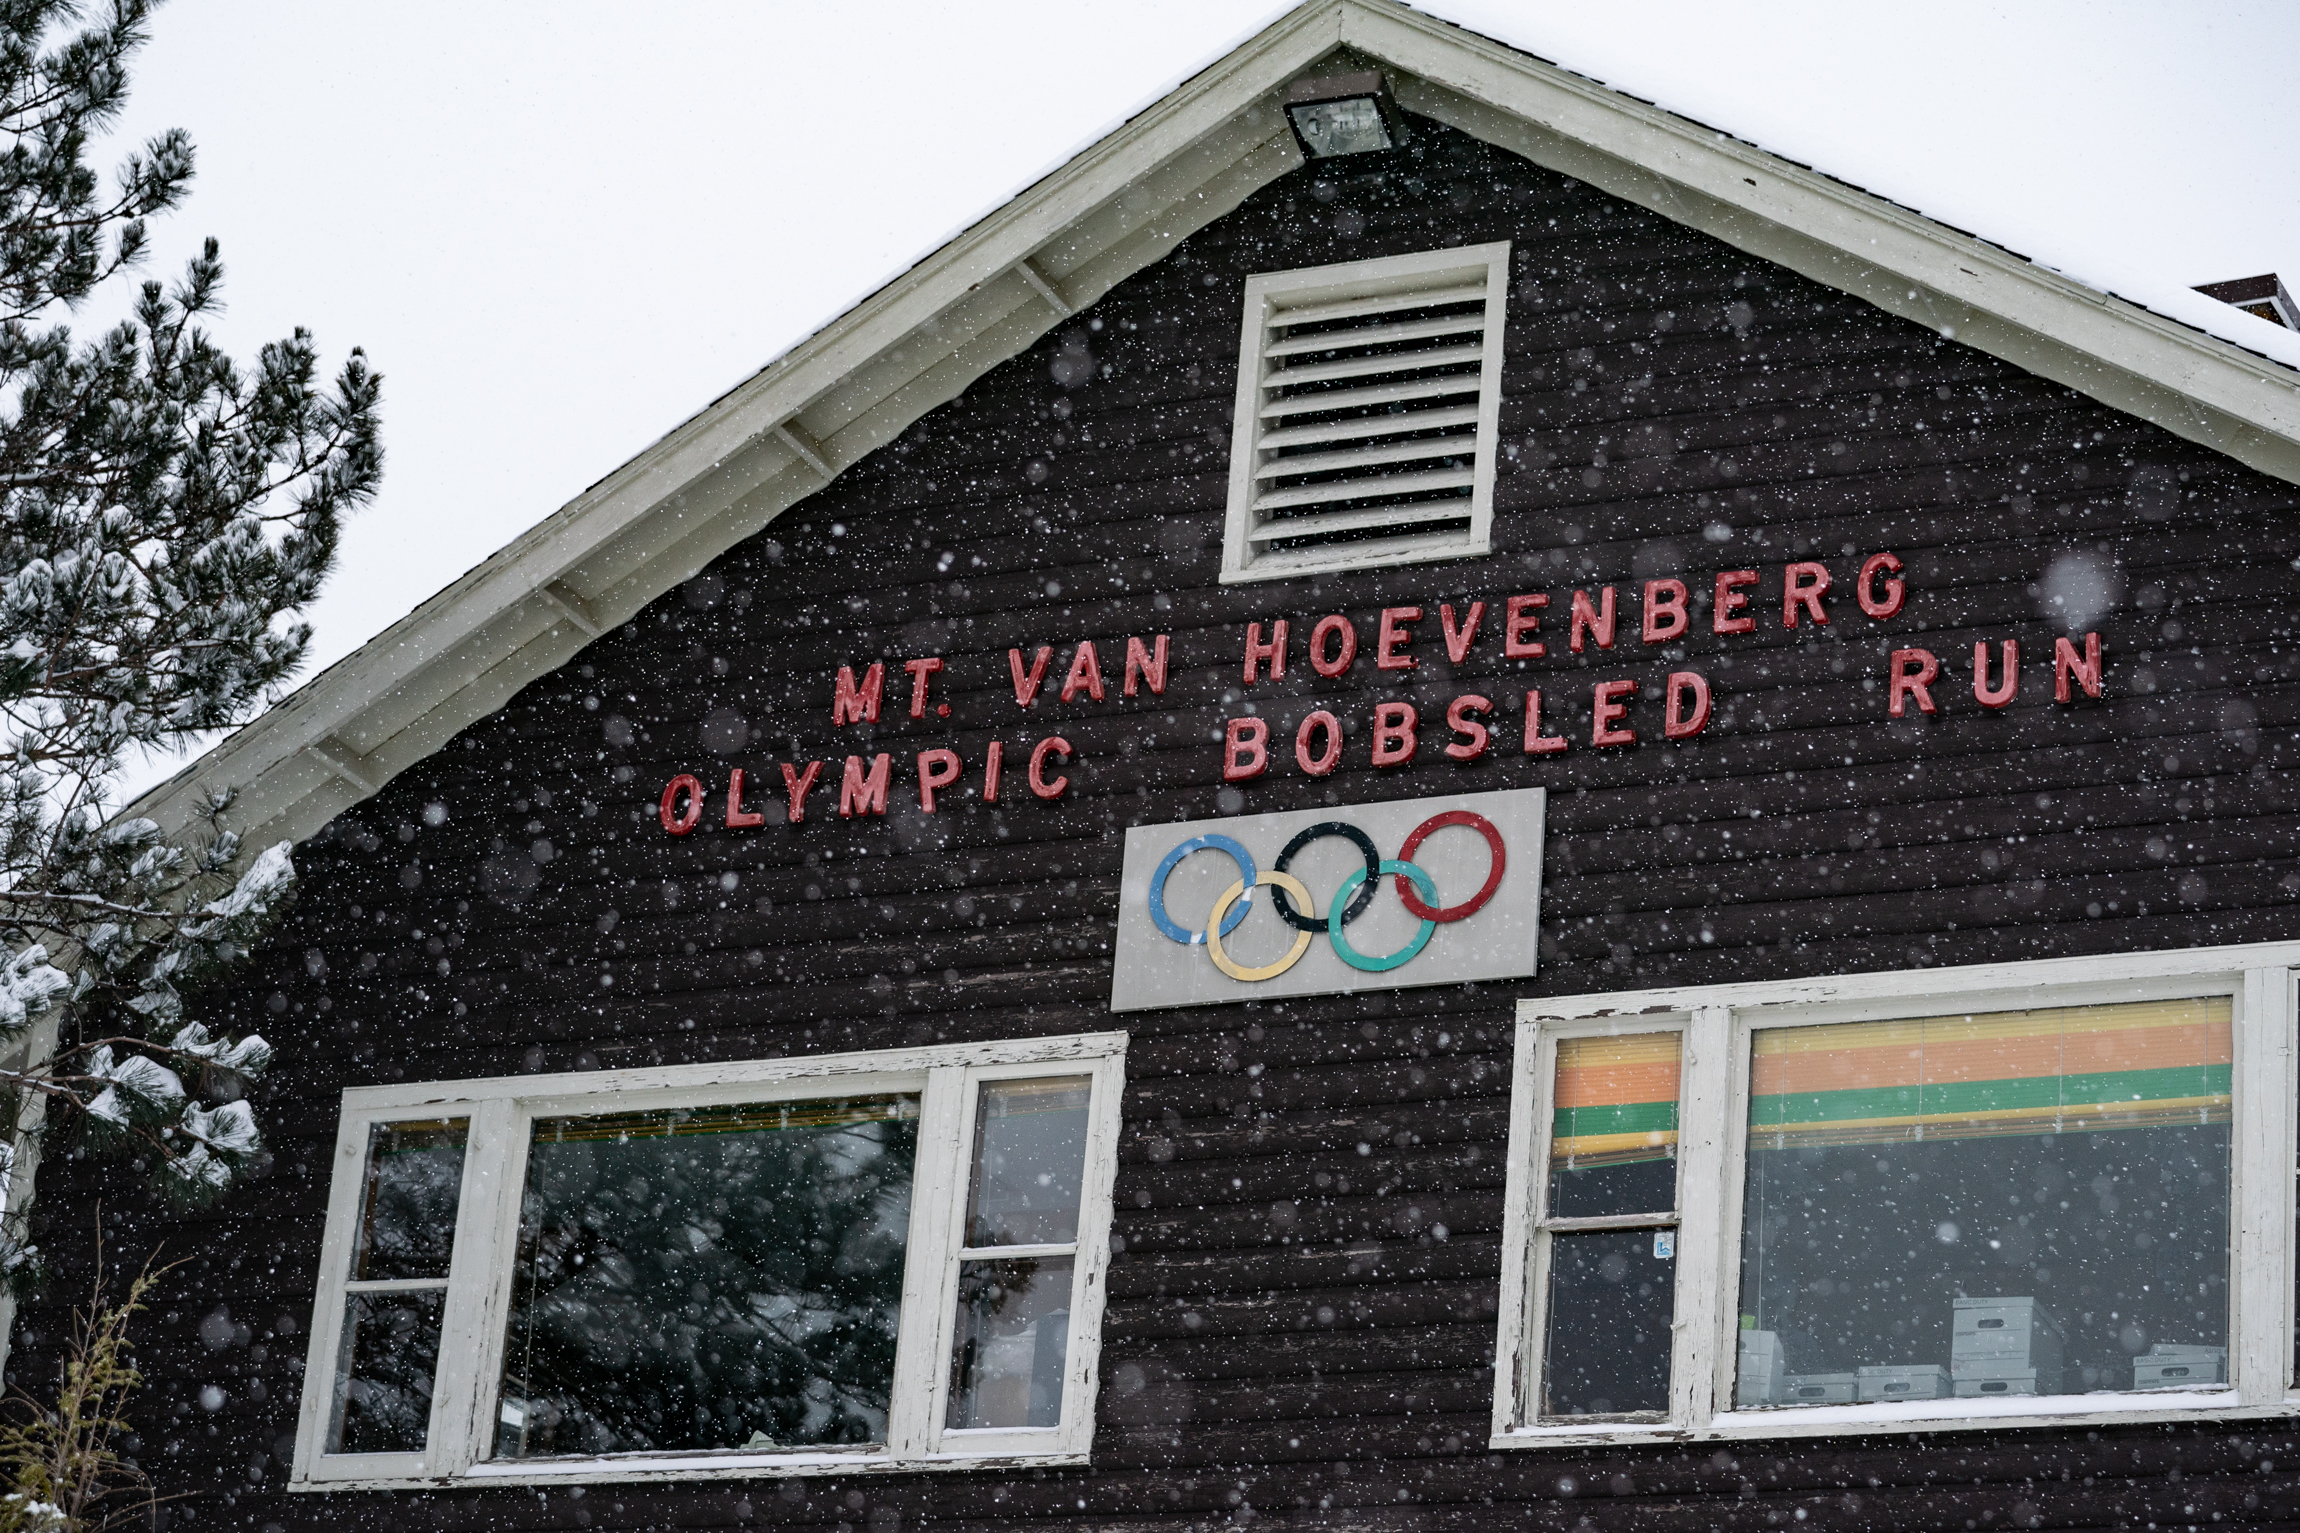 MT. VAN HOEVENBERG
OLYMPIC BOBSLED RUN